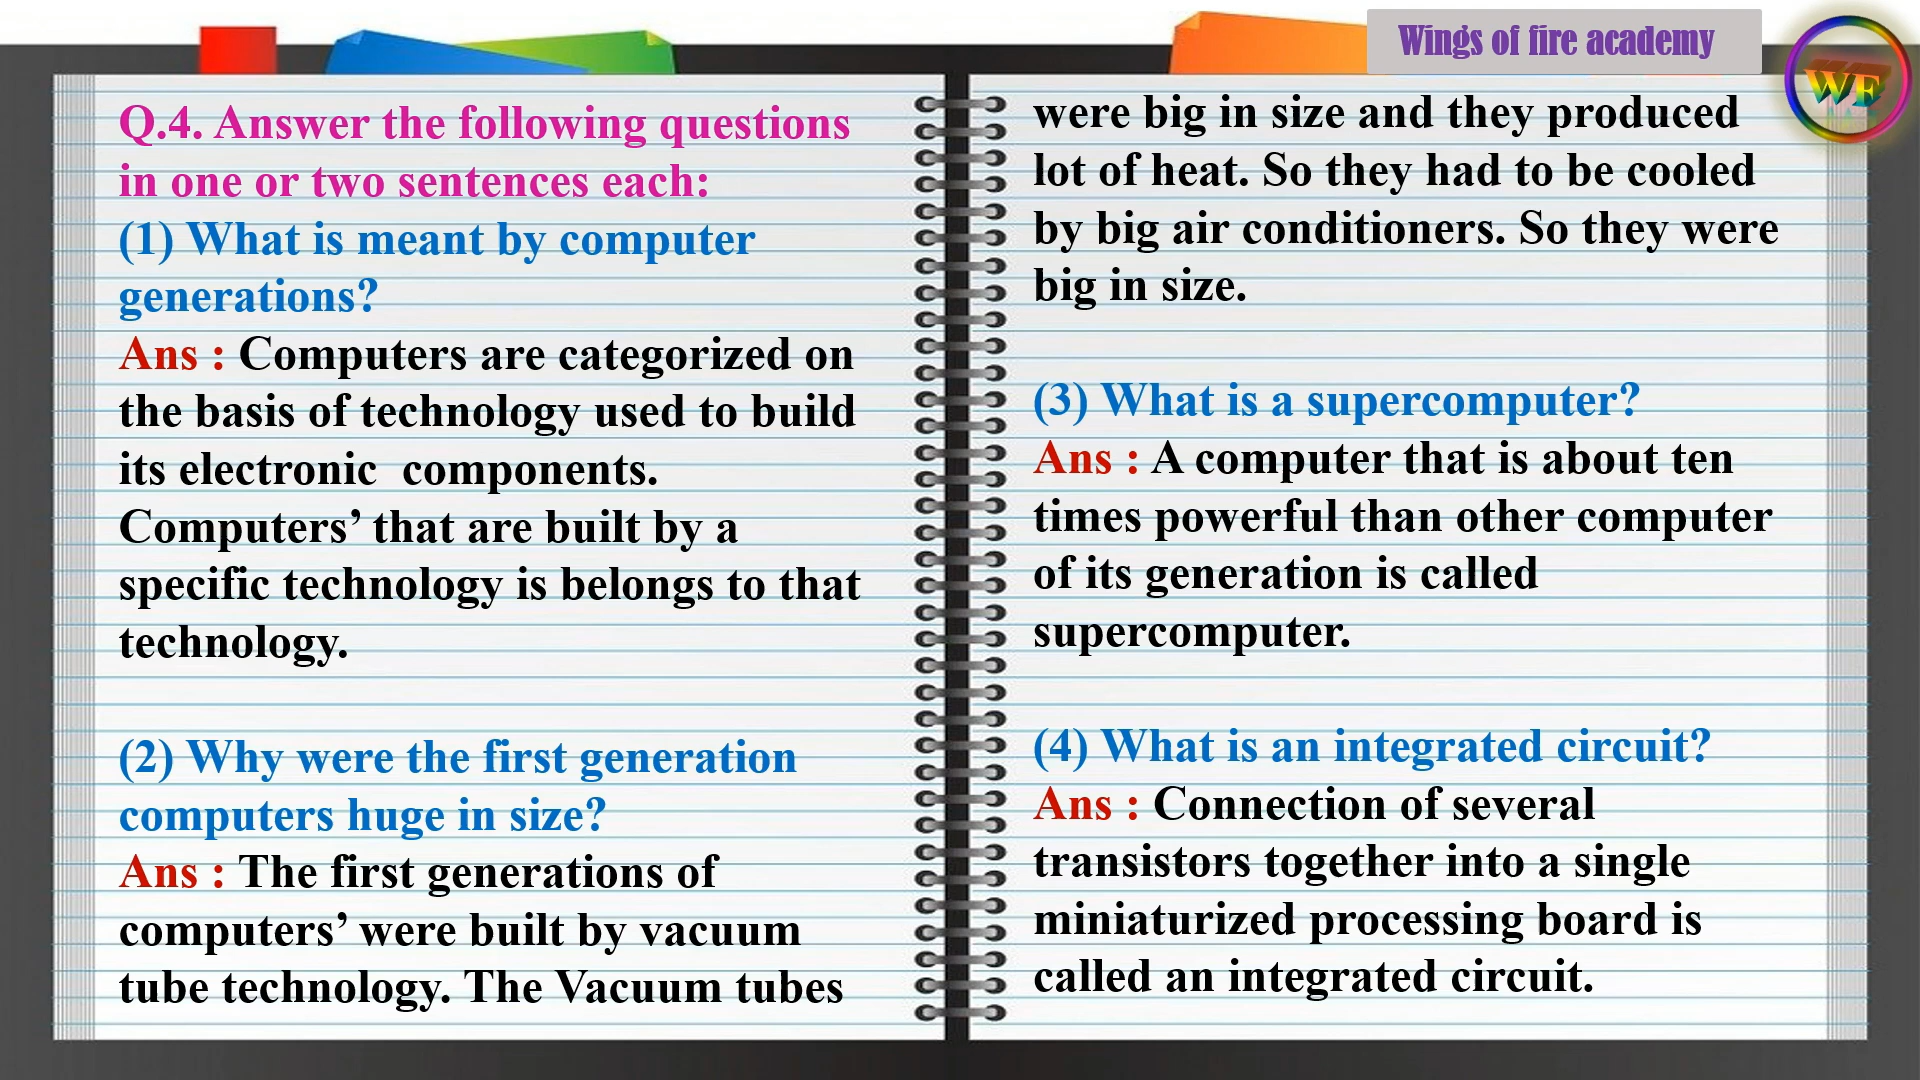 Wings of fire academy
WF
Q.4. Answer the following questions
in one or two sentences each:
(1) What is meant by computer
generations?
Ans : Computers are categorized on
the basis of technology used to build
its electronic  components.
Computers’ that are built by a
specific technology is belongs to that
technology.
(2) Why were the first generation
computers huge in size?
Ans : The first generations of
computers’ were built by vacuum
tube technology. The Vacuum tubes
were big in size and they produced
lot of heat. So they had to be cooled
by big air conditioners. So they were
big in size.
(3) What is a supercomputer?
Ans : A computer that is about ten
times powerful than other computer
of its generation is called
supercomputer.
(4) What is an integrated circuit?
Ans : Connection of several
transistors together into a single
miniaturized processing board is
called an integrated circuit.